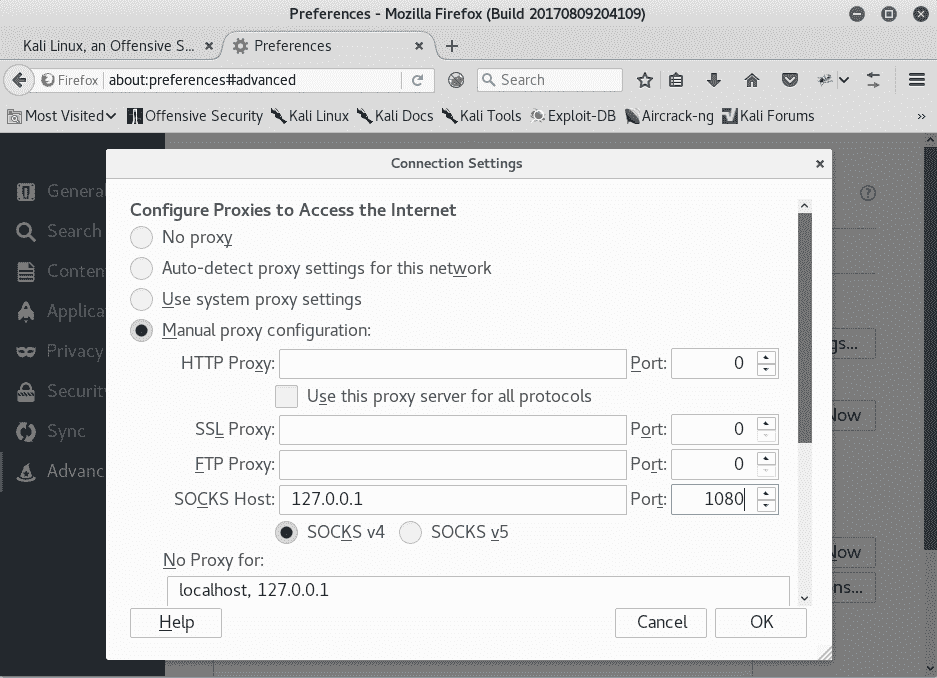 Preferences - Mozilla Firefox (Build 20170809204109)
Kali Linux, an Offensive S... × Preferences × +
Firefox about:preferences#advanced Search
Most Visited Offensive Security Kali Linux Kali Docs Kali Tools Exploit-DB Aircrack-ng Kali Forums »
Connection Settings ×
General
Search
Conten
Applica
Privacy
Securit
Sync
Advanc
Configure Proxies to Access the Internet
No proxy
Auto-detect proxy settings for this network
Use system proxy settings
Manual proxy configuration:
HTTP Proxy: Port: 0
Use this proxy server for all protocols
SSL Proxy: Port: 0
FTP Proxy: Port: 0
SOCKS Host: 127.0.0.1 Port: 1080
SOCKS v4 SOCKS v5
No Proxy for:
localhost, 127.0.0.1
Help Cancel OK
?
gs...
Now
Now
ns...